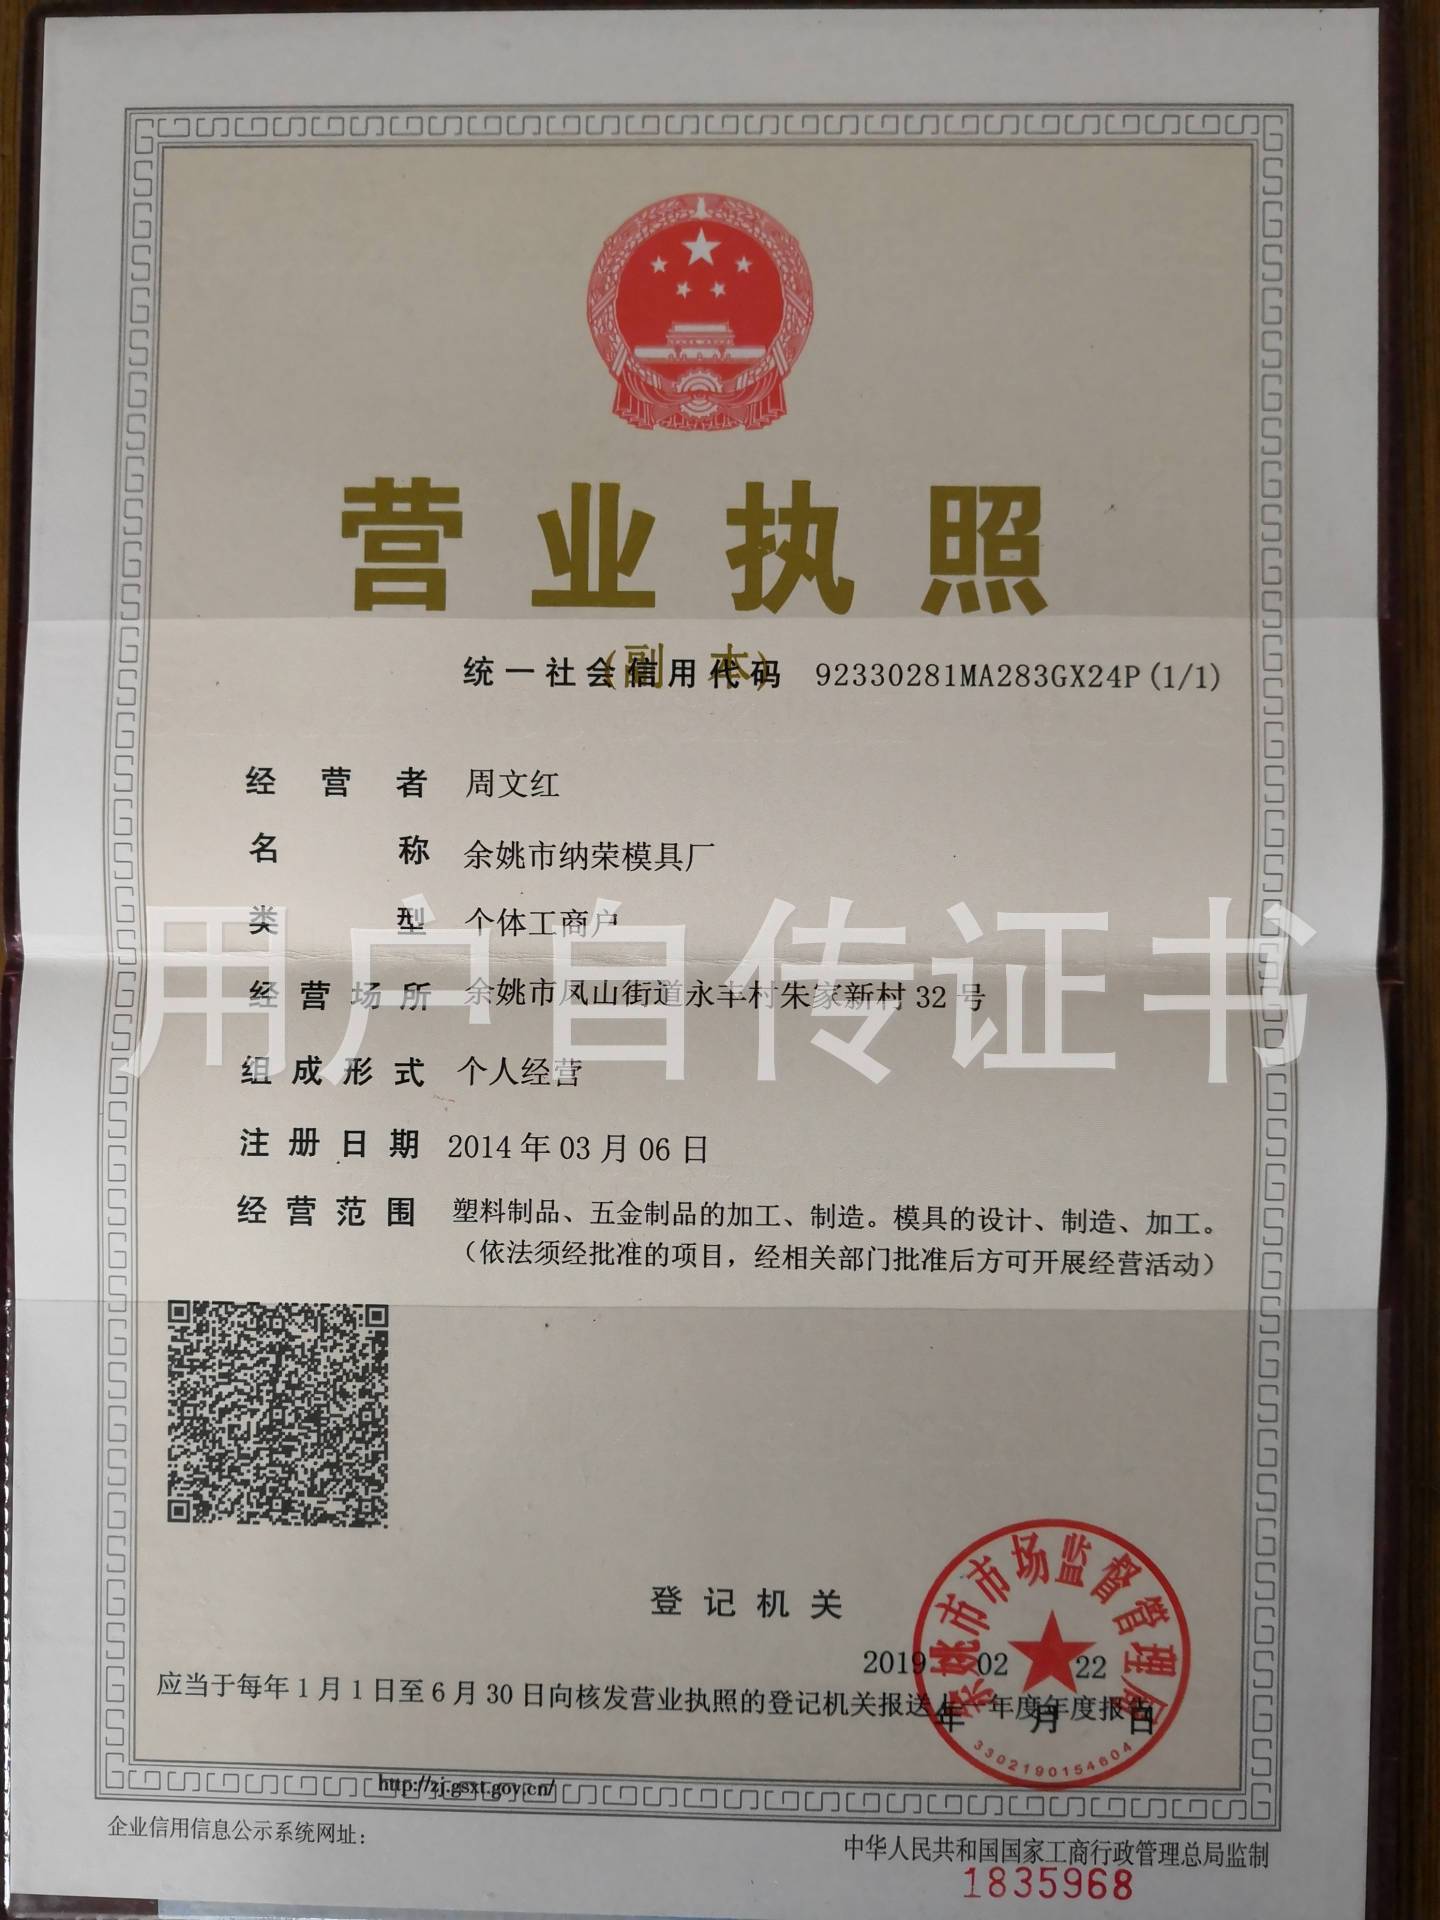 营业执照
(副本)
统一社会信用代码 92330281MA283GX24P(1/1)
经营者 周文红
名称 余姚市纳荣模具厂
类型 个体工商户
用户自传证书
经营场所 余姚市凤山街道永丰村朱家新村32号
组成形式 个人经营
注册日期 2014年03月06日
经营范围 塑料制品、五金制品的加工、制造。模具的设计、制造、加工。
（依法须经批准的项目，经相关部门批准后方可开展经营活动）
登记机关
余姚市市场监督管理局
2019 02 22
年 月 日
应当于每年1月1日至6月30日向核发营业执照的登记机关报送上一年度年度报告
3302190154604
http://zj.gsxt.gov.cn/
企业信用信息公示系统网址：
中华人民共和国国家工商行政管理总局监制
1835968